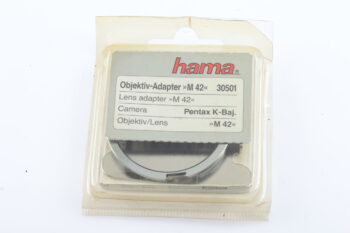 hama®
Objektiv-Adapter »M 42« 30501
Lens adapter »M 42«
Camera Pentax K-Baj.
Objektiv/Lens »M 42«